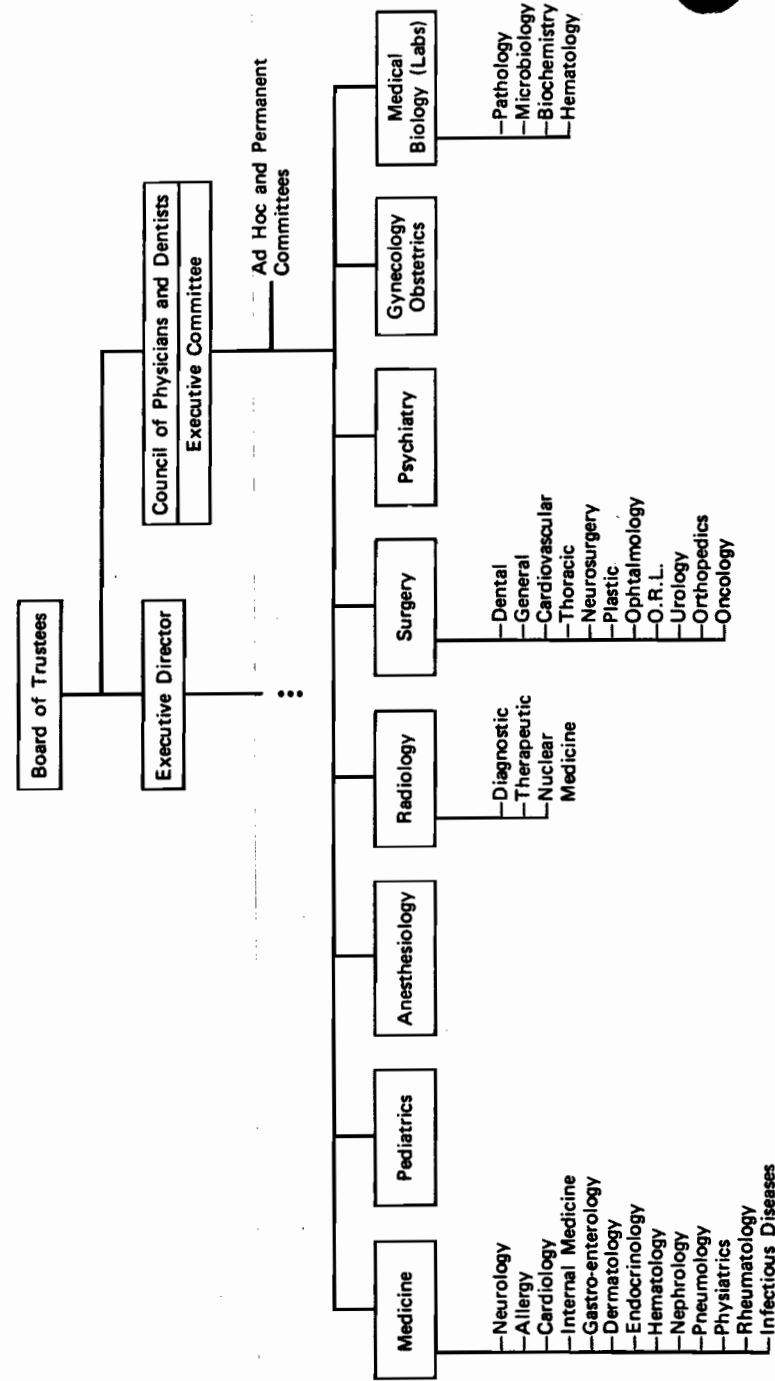 Board of Trustees
Executive Director
Council of Physicians and Dentists
Executive Committee
Ad Hoc and Permanent
Committees
Medicine
Pediatrics
Anesthesiology
Radiology
Surgery
Psychiatry
Gynecology
Obstetrics
Medical
Biology (Labs)
Neurology
Allergy
Cardiology
Internal Medicine
Gastro-enterology
Dermatology
Endocrinology
Hematology
Nephrology
Pneumology
Physiatrics
Rheumatology
Infectious Diseases
Diagnostic
Therapeutic
Nuclear
Medicine
Dental
General
Cardiovascular
Thoracic
Neurosurgery
Plastic
Ophtalmology
O.R.L.
Urology
Orthopedics
Oncology
Pathology
Microbiology
Biochemistry
Hematology